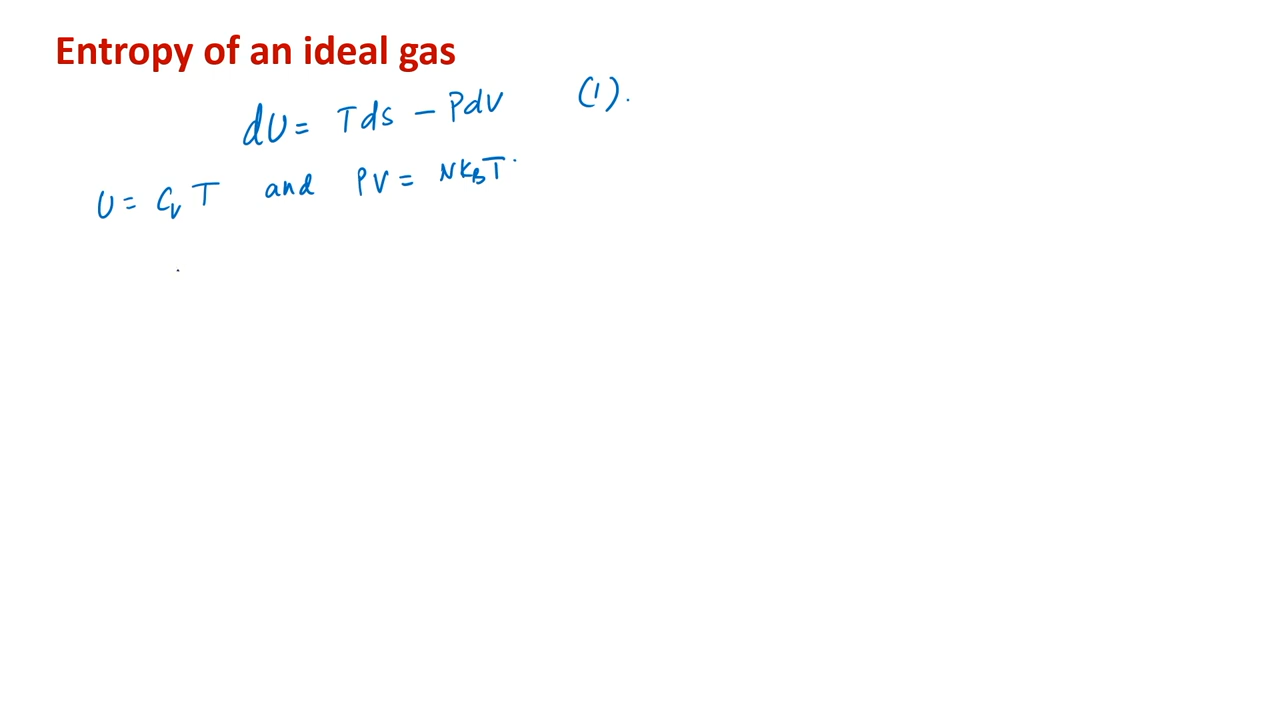 Entropy of an ideal gas
dU = Tds − PdV (1).
U = C_V T and PV = NK_BT.